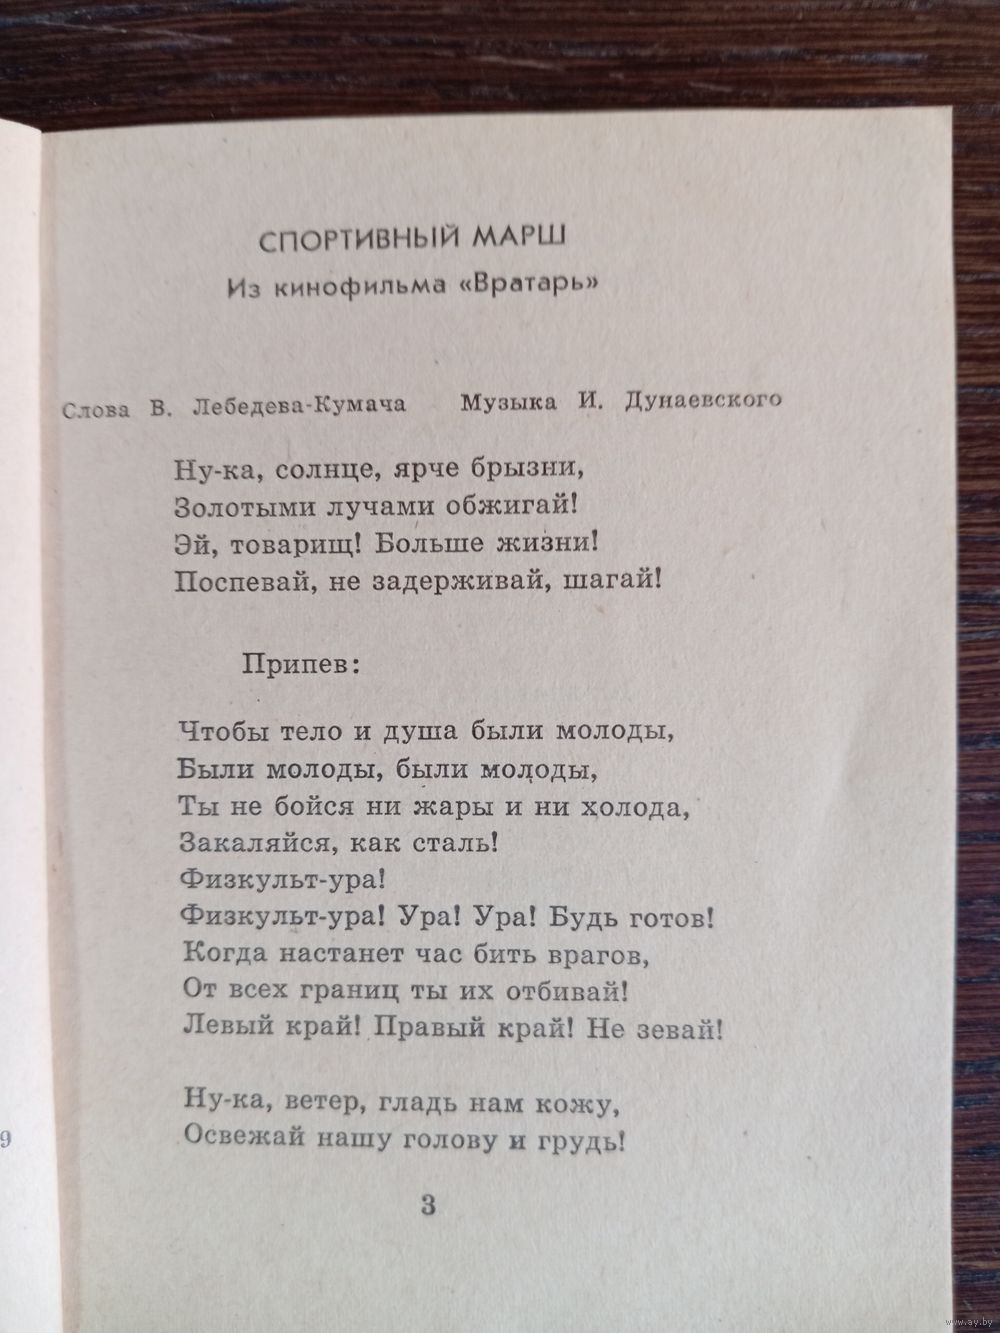 СПОРТИВНЫЙ МАРШ
Из кинофильма «Вратарь»
Слова В. Лебедева-Кумача Музыка И. Дунаевского
Ну-ка, солнце, ярче брызни,
Золотыми лучами обжигай!
Эй, товарищ! Больше жизни!
Поспевай, не задерживай, шагай!
Припев:
Чтобы тело и душа были молоды,
Были молоды, были молоды,
Ты не бойся ни жары и ни холода,
Закаляйся, как сталь!
Физкульт-ура!
Физкульт-ура! Ура! Ура! Будь готов!
Когда настанет час бить врагов,
От всех границ ты их отбивай!
Левый край! Правый край! Не зевай!
Ну-ка, ветер, гладь нам кожу,
Освежай нашу голову и грудь!
9
3
www.ay.by